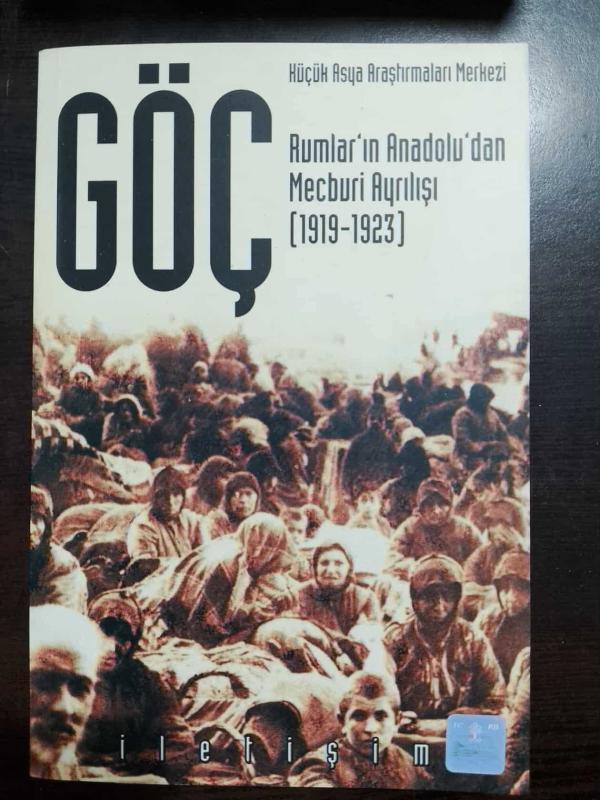 Küçük Asya Araştırmaları Merkezi
GÖÇ
Rumlar'ın Anadolu'dan
Mecburi Ayrılışı
(1919-1923)
iletişim